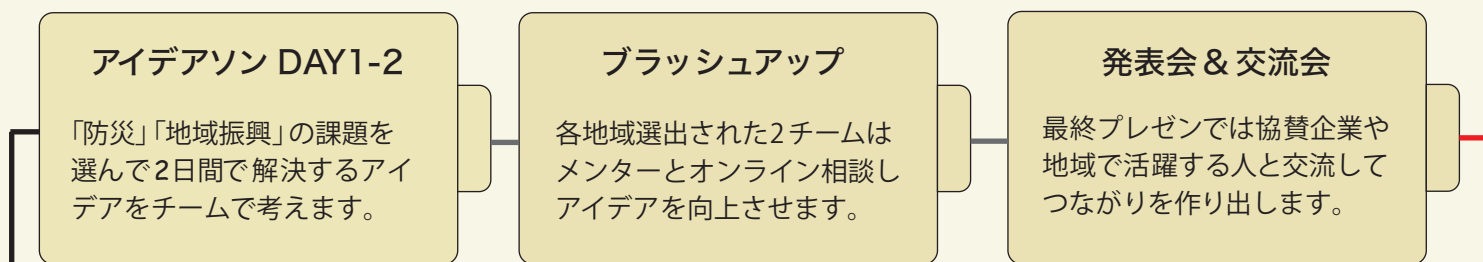 アイデアソン DAY1-2
「防災」「地域振興」の課題を
選んで2日間で解決するアイ
デアをチームで考えます。
ブラッシュアップ
各地域選出された2チームは
メンターとオンライン相談し
アイデアを向上させます。
発表会&交流会
最終プレゼンでは協賛企業や
地域で活躍する人と交流して
つながりを作り出します。